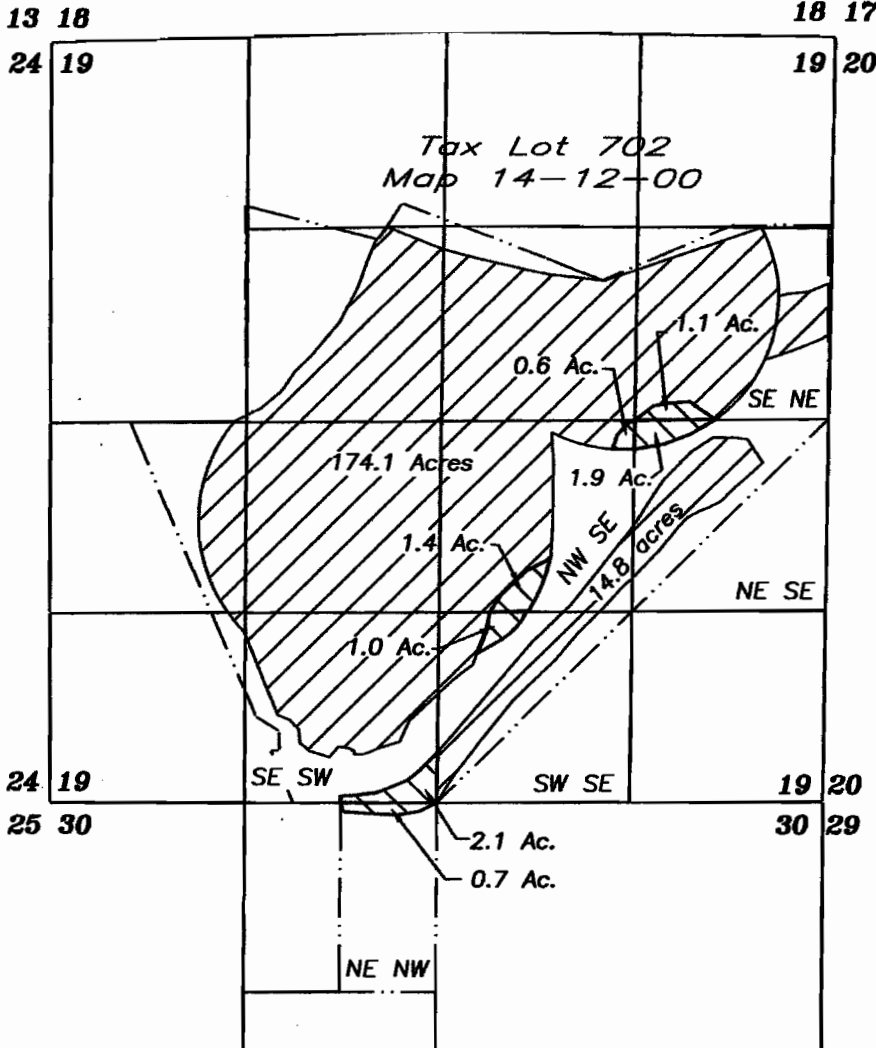 13 18
18 17
24 19
19 20
Tax Lot 702
Map 14-12-00
1.1 Ac.
0.6 Ac.
SE NE
174.1 Acres
1.9 Ac.
1.4 Ac.
NW SE
14.8 acres
NE SE
1.0 Ac.
24 19
SE SW
SW SE
19 20
25 30
30 29
2.1 Ac.
0.7 Ac.
NE NW